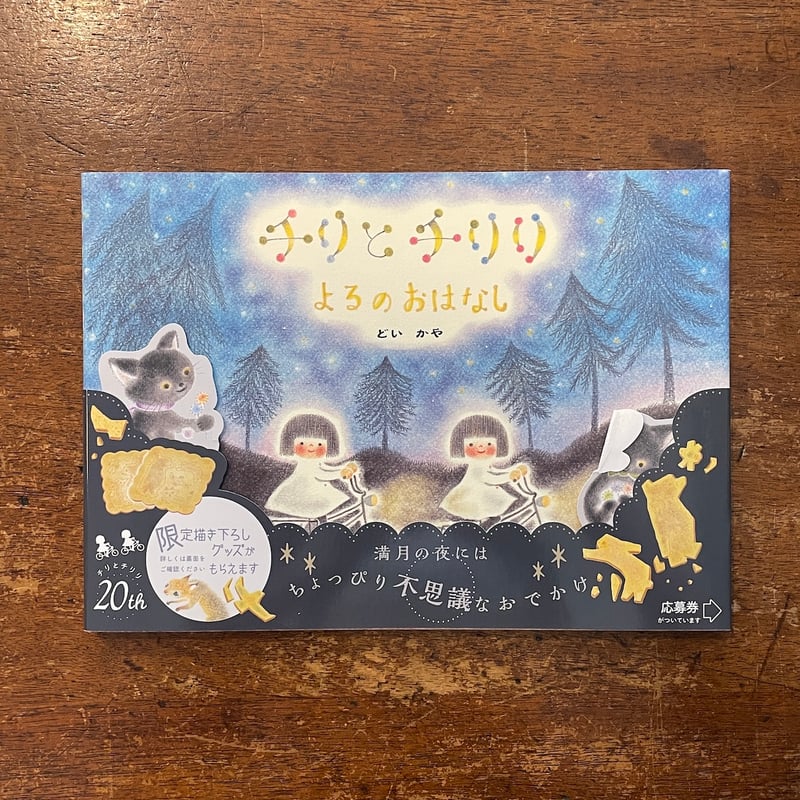 チリとチリリ
よるのおはなし
どい かや
満月の夜には
ちょっぴり不思議なおでかけ
限定描き下ろし
グッズが
もらえます
詳しくは裏面を
ご確認ください
チリとチリリ
20th
応募券
がついています